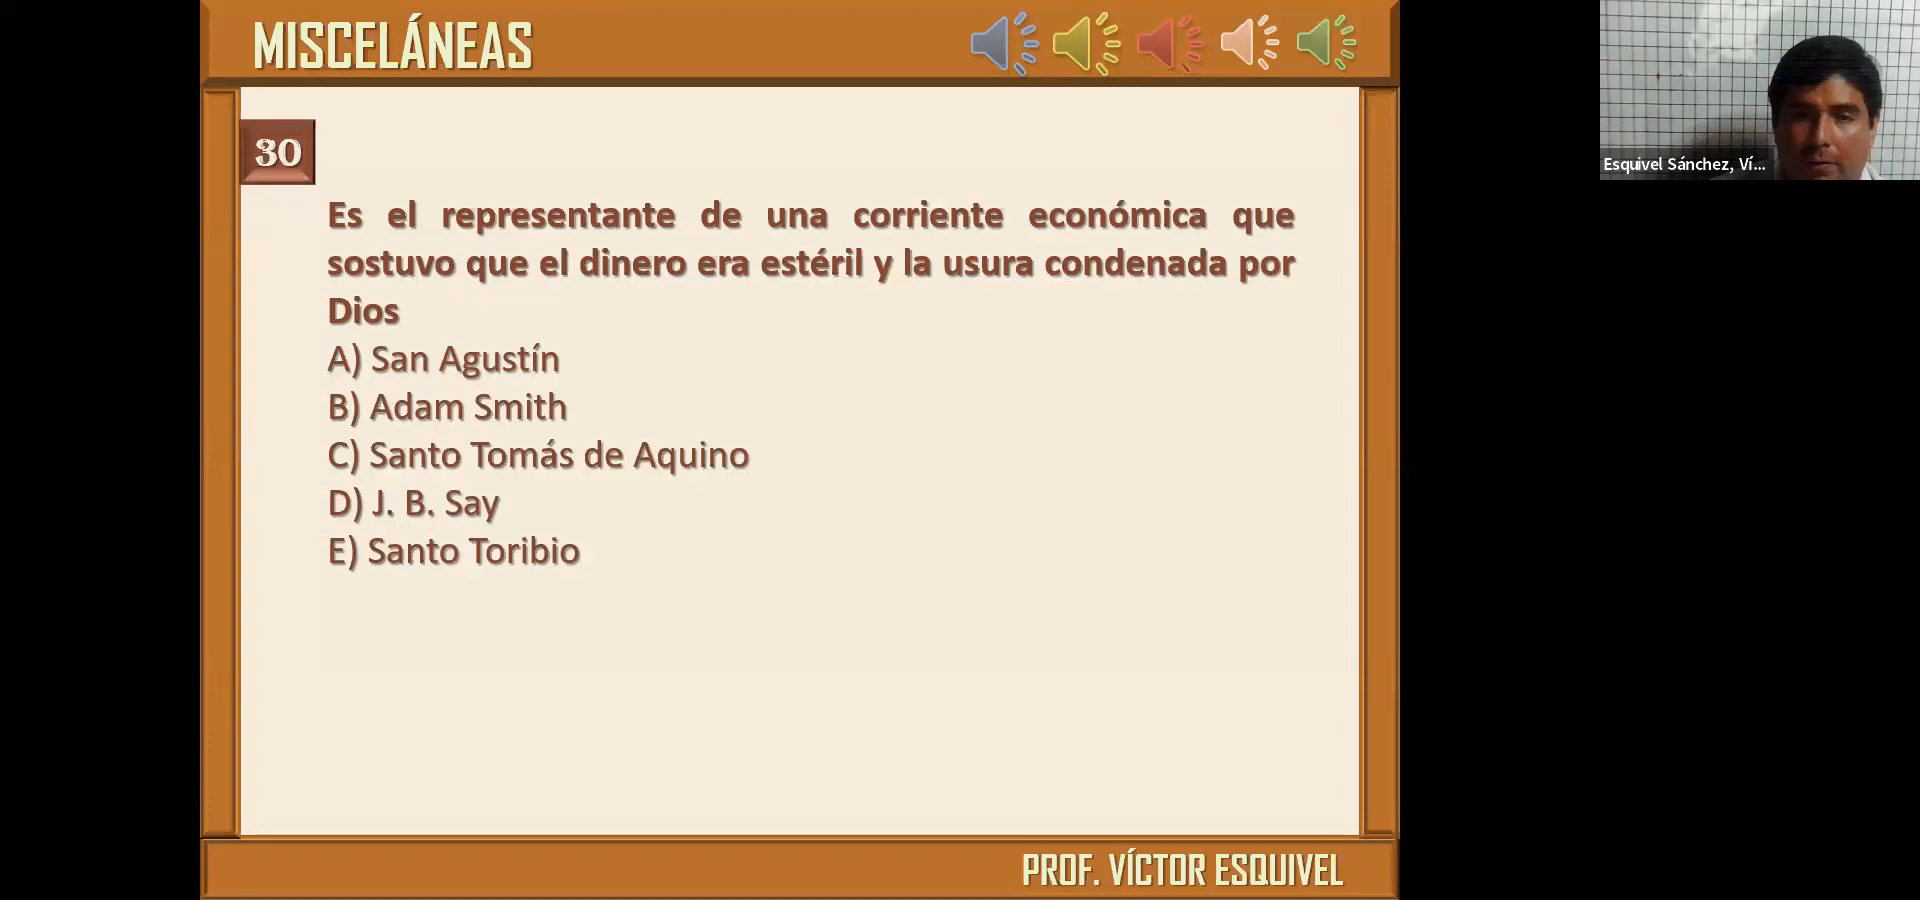 MISCELÁNEAS
30
Es el representante de una corriente económica que
sostuvo que el dinero era estéril y la usura condenada por
Dios
A) San Agustín
B) Adam Smith
C) Santo Tomás de Aquino
D) J. B. Say
E) Santo Toribio
PROF. VÍCTOR ESQUIVEL
Esquivel Sánchez, Ví...